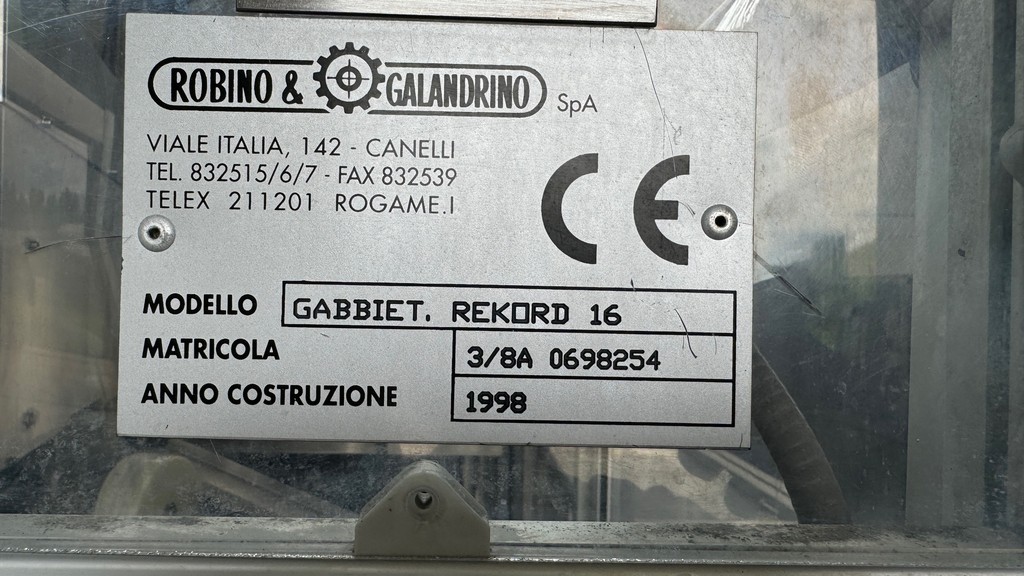 ROBINO & GALANDRINO SpA
VIALE ITALIA, 142 - CANELLI
TEL. 832515/6/7 - FAX 832539
TELEX 211201 ROGAME.I
CE
MODELLO GABBIET. REKORD 16
MATRICOLA 3/8A 0698254
ANNO COSTRUZIONE 1998